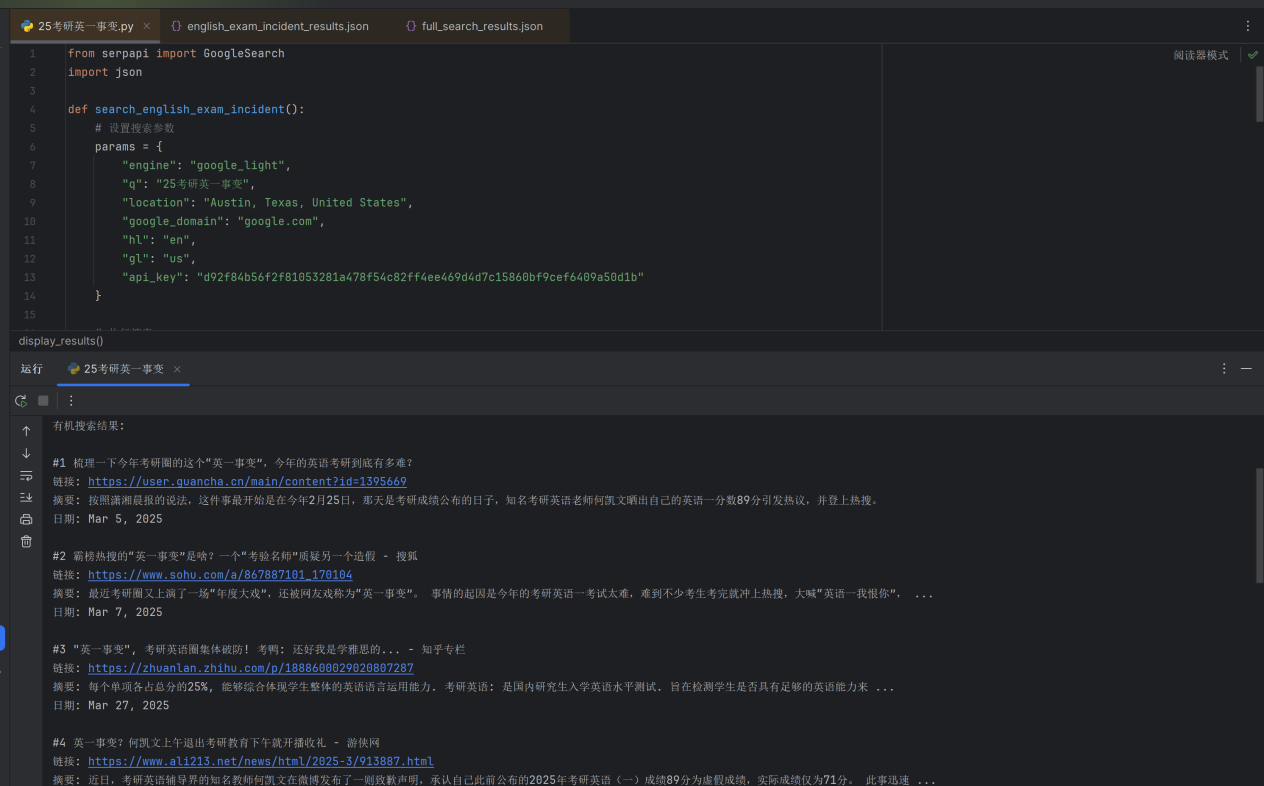 25考研英一事变.py
english_exam_incident_results.json
full_search_results.json
阅读器模式
1 from serpapi import GoogleSearch
2 import json
3
4 def search_english_exam_incident():
5 # 设置搜索参数
6 params = {
7 "engine": "google_light",
8 "q": "25考研英一事变",
9 "location": "Austin, Texas, United States",
10 "google_domain": "google.com",
11 "hl": "en",
12 "gl": "us",
13 "api_key": "d92f84b56f2f81053281a478f54c82ff4ee469d4d7c15860bf9cef6409a50d1b"
14 }
15
display_results()
运行 25考研英一事变
有机搜索结果:
#1 梳理一下今年考研圈的这个“英一事变”，今年的英语考研到底有多难?
链接: https://user.guancha.cn/main/content?id=1395669
摘要: 按照潇湘晨报的说法，这件事最开始是在今年2月25日，那天是考研成绩公布的日子，知名考研英语老师何凯文晒出自己的英语一分数89分引发热议，并登上热搜。
日期: Mar 5, 2025
#2 霸榜热搜的“英一事变”是啥? 一个“考验名师”质疑另一个造假 - 搜狐
链接: https://www.sohu.com/a/867887101_170104
摘要: 最近考研圈又上演了一场“年度大戏”，还被网友戏称为“英一事变”。 事情的起因是今年的考研英语一考试太难，难到不少考生考完就冲上热搜，大喊“英语一我恨你”， ...
日期: Mar 7, 2025
#3 "英一事变", 考研英语圈集体破防! 考鸭: 还好我是学雅思的... - 知乎专栏
链接: https://zhuanlan.zhihu.com/p/1888600029020807287
摘要: 每个单项各占总分的25%, 能够综合体现学生整体的英语语言运用能力. 考研英语: 是国内研究生入学英语水平测试. 旨在检测学生是否具有足够的英语能力来 ...
日期: Mar 27, 2025
#4 英一事变? 何凯文上午退出考研教育下午就开播收礼 - 游侠网
链接: https://www.ali213.net/news/html/2025-3/913887.html
摘要: 近日，考研英语辅导界的知名教师何凯文在微博发布了一则致歉声明，承认自己此前公布的2025年考研英语（一）成绩89分为虚假成绩，实际成绩仅为71分。 此事迅速 ...